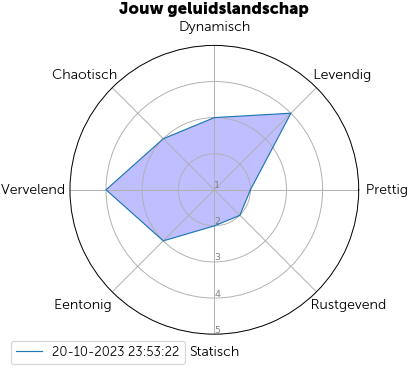 Jouw geluidslandschap
Dynamisch
Chaotisch
Levendig
Vervelend
1
Prettig
2
3
Eentonig
4
Rustgevend
5
20-10-2023 23:53:22
Statisch